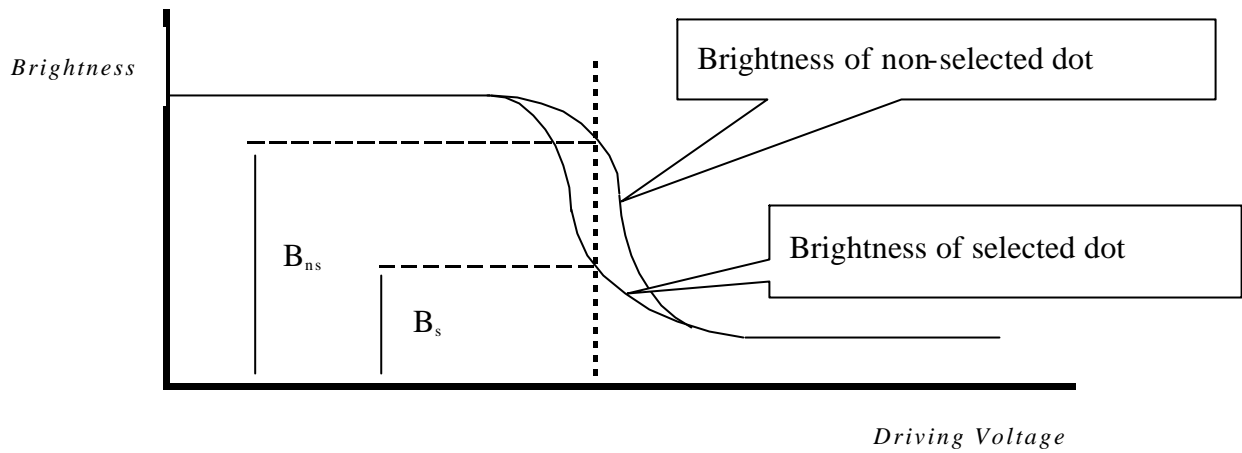 Brightness
Brightness of non-selected dot
Brightness of selected dot
Bns
Bs
Driving Voltage